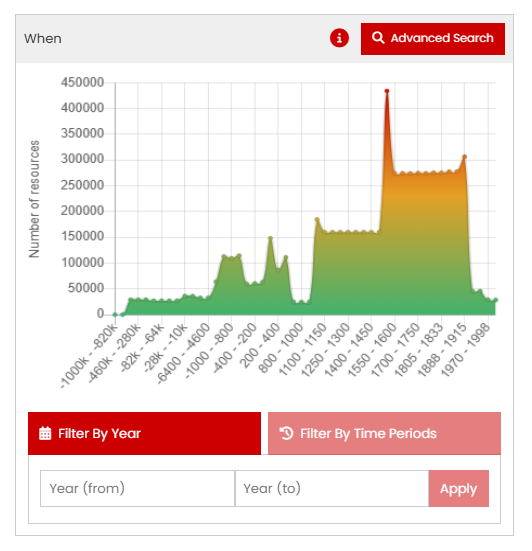 When
Advanced Search
450000
400000
350000
300000
250000
200000
150000
100000
50000
0
Number of resources
-1000k - -820k
-460k - -280k
-82k - -64k
-28k - -10k
-6400 - -4600
-1000 - -800
-400 - -200
200 - 400
800 - 1000
1100 - 1150
1250 - 1300
1400 - 1450
1550 - 1600
1700 - 1750
1805 - 1833
1888 - 1915
1970 - 1998
Filter By Year
Filter By Time Periods
Year (from)
Year (to)
Apply